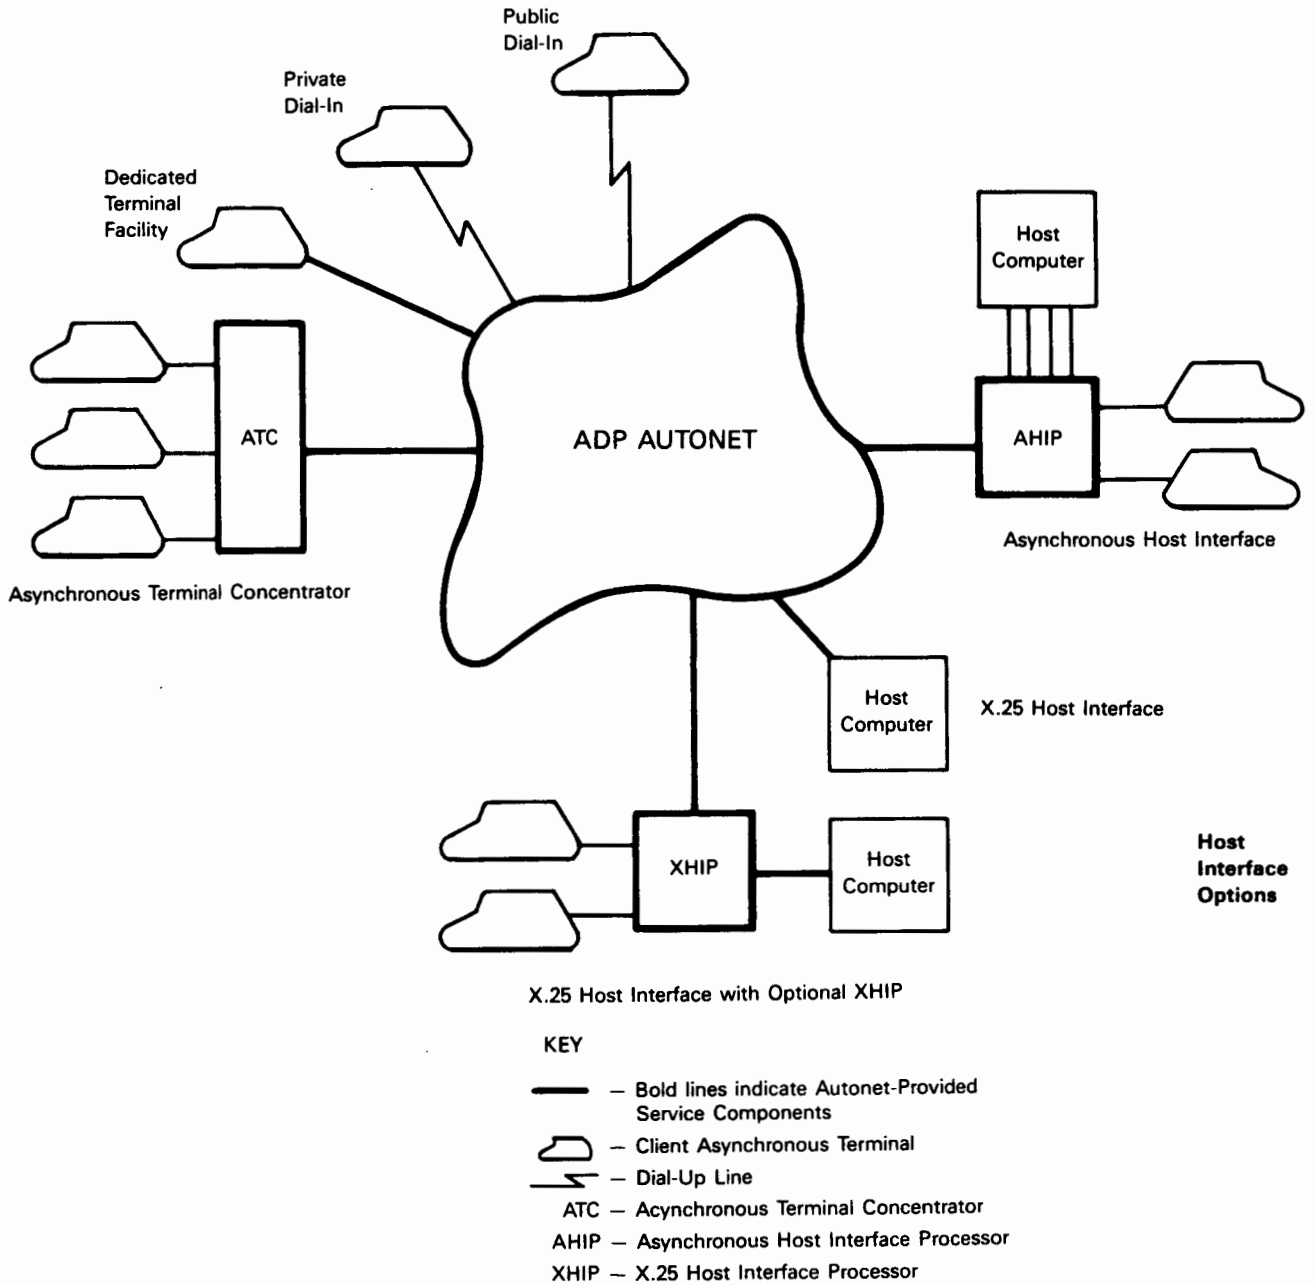 Public
Dial-In
Private
Dial-In
Dedicated
Terminal
Facility
Host
Computer
ATC
ADP AUTONET
AHIP
Asynchronous Host Interface
Asynchronous Terminal Concentrator
Host
Computer
X.25 Host Interface
XHIP
Host
Computer
Host
Interface
Options
X.25 Host Interface with Optional XHIP
KEY
— Bold lines indicate Autonet-Provided
Service Components
— Client Asynchronous Terminal
— Dial-Up Line
ATC — Acynchronous Terminal Concentrator
AHIP — Asynchronous Host Interface Processor
XHIP — X.25 Host Interface Processor